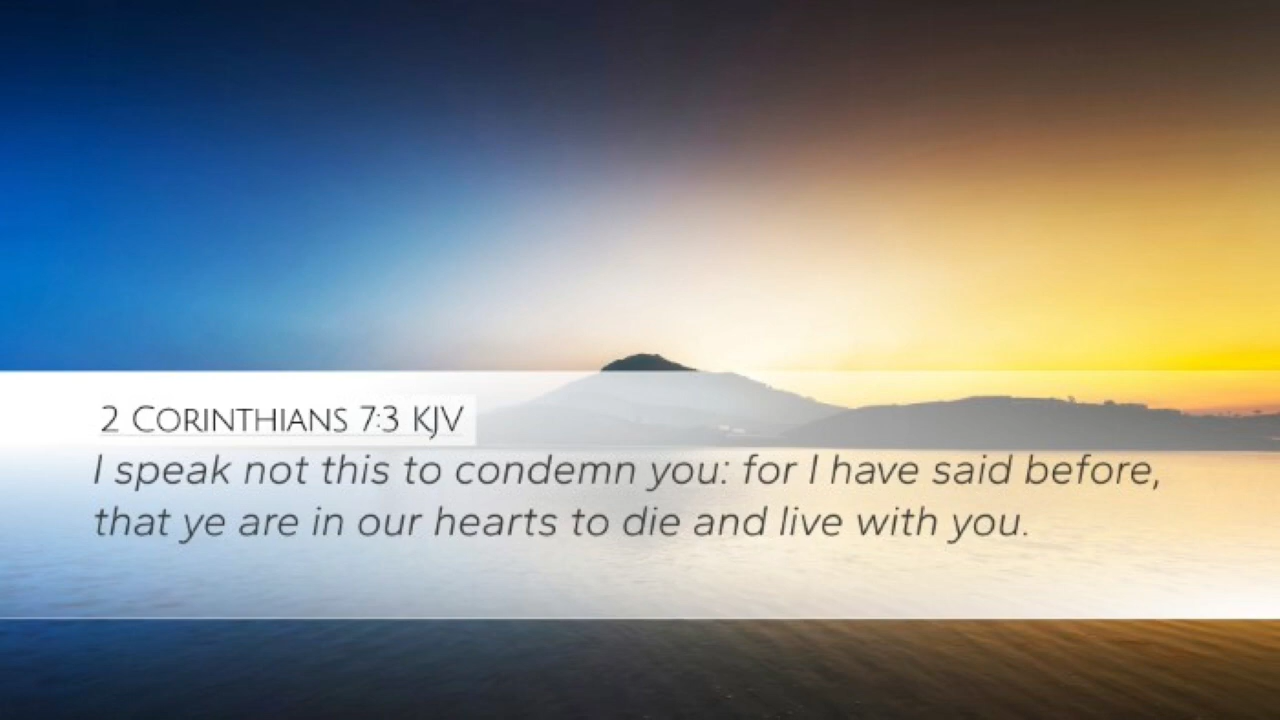 2 Corinthians 7:3 KJV
I speak not this to condemn you: for I have said before,
that ye are in our hearts to die and live with you.